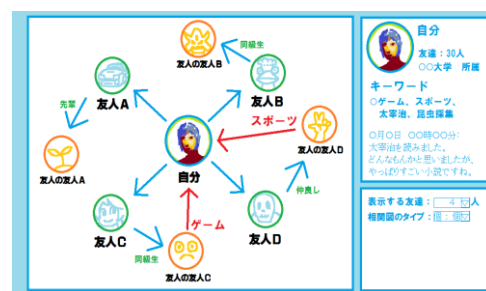 友人の友人B
同級生
先輩
友人A
友人B
スポーツ
友人の友人D
友人の友人A
自分
仲良し
ゲーム
友人C
友人D
同級生
友人の友人C
自分
友達：30人
○○大学 所属
キーワード
○ゲーム、スポーツ、
太宰治、昆虫採集
○月○日 ○○時○○分：
太宰治を読みました。
どんなもんかと思いましたが、
やっぱりすごい小説ですね。
表示する友達： 4 ▽人
相関図のタイプ：個：個▽